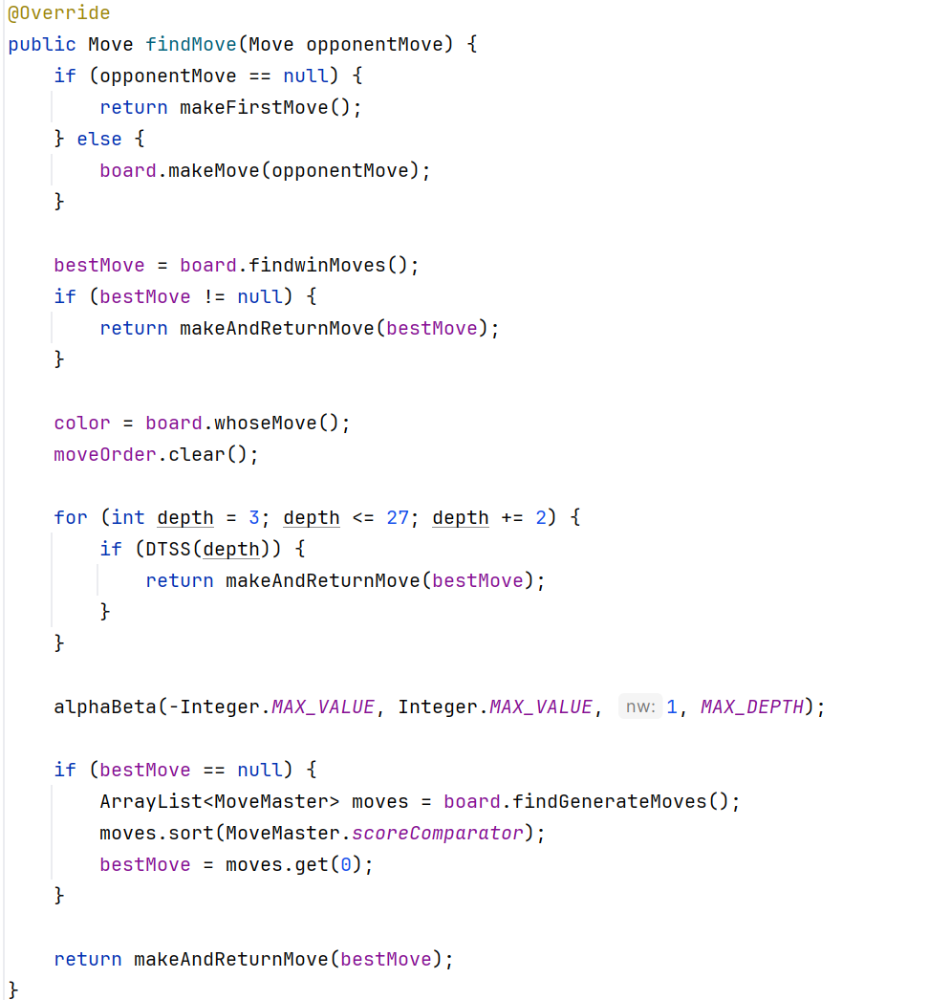 @Override
public Move findMove(Move opponentMove) {
    if (opponentMove == null) {
        return makeFirstMove();
    } else {
        board.makeMove(opponentMove);
    }

    bestMove = board.findwinMoves();
    if (bestMove != null) {
        return makeAndReturnMove(bestMove);
    }

    color = board.whoseMove();
    moveOrder.clear();

    for (int depth = 3; depth <= 27; depth += 2) {
        if (DTSS(depth)) {
            return makeAndReturnMove(bestMove);
        }
    }

    alphaBeta(-Integer.MAX_VALUE, Integer.MAX_VALUE, nw: 1, MAX_DEPTH);

    if (bestMove == null) {
        ArrayList<MoveMaster> moves = board.findGenerateMoves();
        moves.sort(MoveMaster.scoreComparator);
        bestMove = moves.get(0);
    }

    return makeAndReturnMove(bestMove);
}